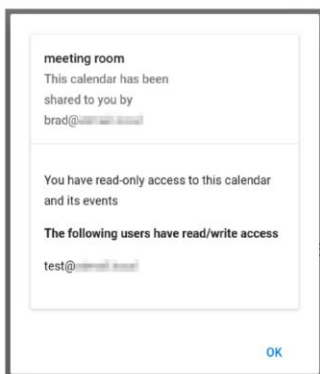 meeting room
This calendar has been
shared to you by
brad@
You have read-only access to this calendar
and its events
The following users have read/write access
test@
OK